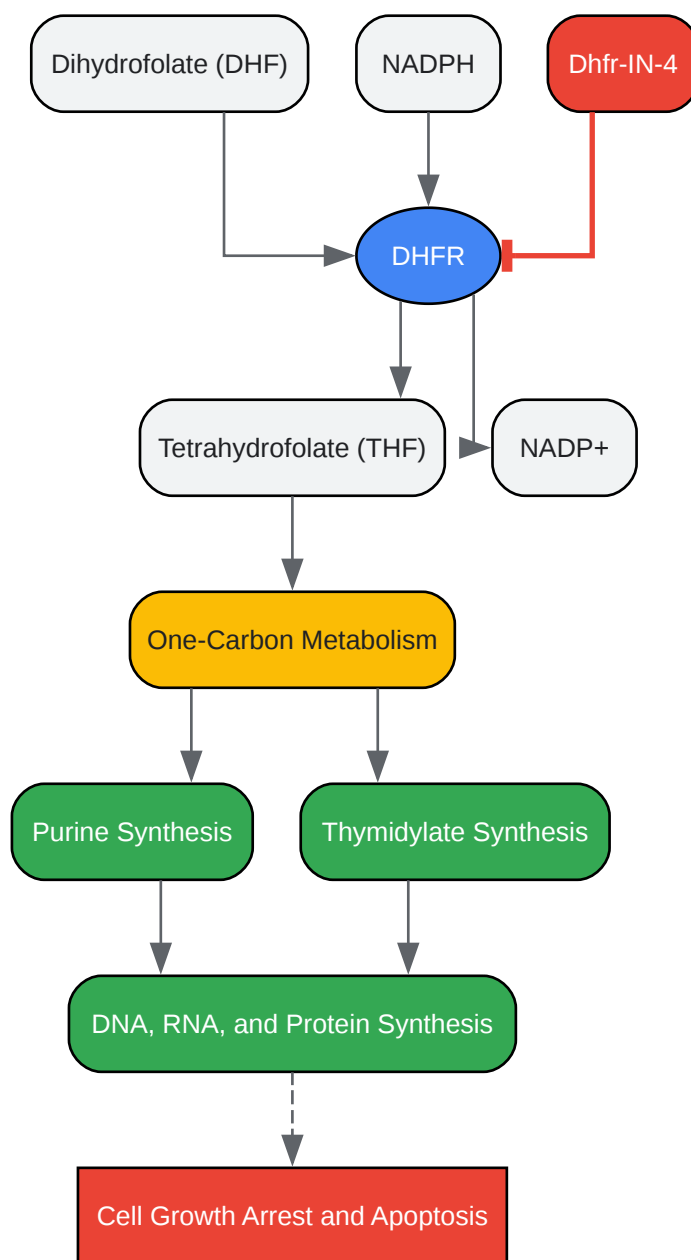 Dihydrofolate (DHF)
NADPH
Dhfr-IN-4
DHFR
Tetrahydrofolate (THF)
NADP+
One-Carbon Metabolism
Purine Synthesis
Thymidylate Synthesis
DNA, RNA, and Protein Synthesis
Cell Growth Arrest and Apoptosis